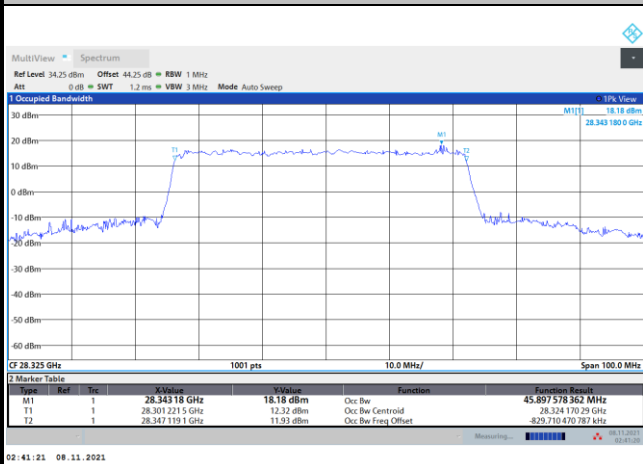 MultiView Spectrum
Ref Level 34.25 dBm Offset 44.25 dB RBW 1 MHz
Att 0 dB SWT 1.2 ms VBW 3 MHz Mode Auto Sweep
1 Occupied Bandwidth 1Pk View
M1[1] 18.18 dBm
28.343 180 0 GHz
30 dBm
M1
20 dBm
T1 T2
10 dBm
0 dBm
-10 dBm
-20 dBm
-30 dBm
-40 dBm
-50 dBm
-60 dBm
CF 28.325 GHz 1001 pts 10.0 MHz/ Span 100.0 MHz
2 Marker Table
Type Ref Trc X-Value Y-Value Function Function Result
M1 1 28.343 18 GHz 18.18 dBm Occ Bw 45.897 578 362 MHz
T1 1 28.301 221 5 GHz 12.32 dBm Occ Bw Centroid 28.324 170 29 GHz
T2 1 28.347 119 1 GHz 11.93 dBm Occ Bw Freq Offset -829.710 470 787 kHz
Measuring... 08.11.2021
02:41:20
02:41:21 08.11.2021